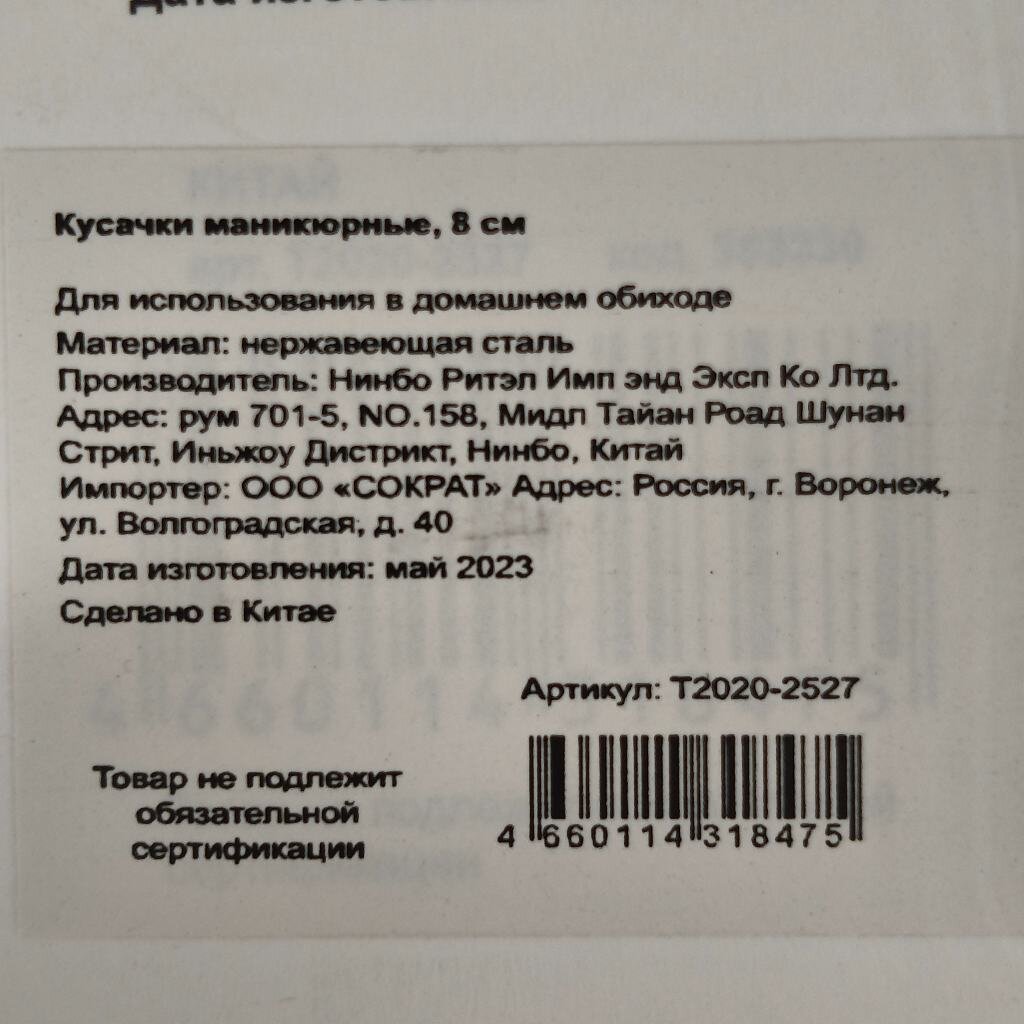 Кусачки маникюрные, 8 см
Для использования в домашнем обиходе
Материал: нержавеющая сталь
Производитель: Нинбо Ритэл Имп энд Эксп Ко Лтд.
Адрес: рум 701-5, NO.158, Мидл Тайан Роад Шунан
Стрит, Иньжоу Дистрикт, Нинбо, Китай
Импортер: ООО «СОКРАТ» Адрес: Россия, г. Воронеж,
ул. Волгоградская, д. 40
Дата изготовления: май 2023
Сделано в Китае
Артикул: Т2020-2527
Товар не подлежит
обязательной
сертификации
4 660114 318475